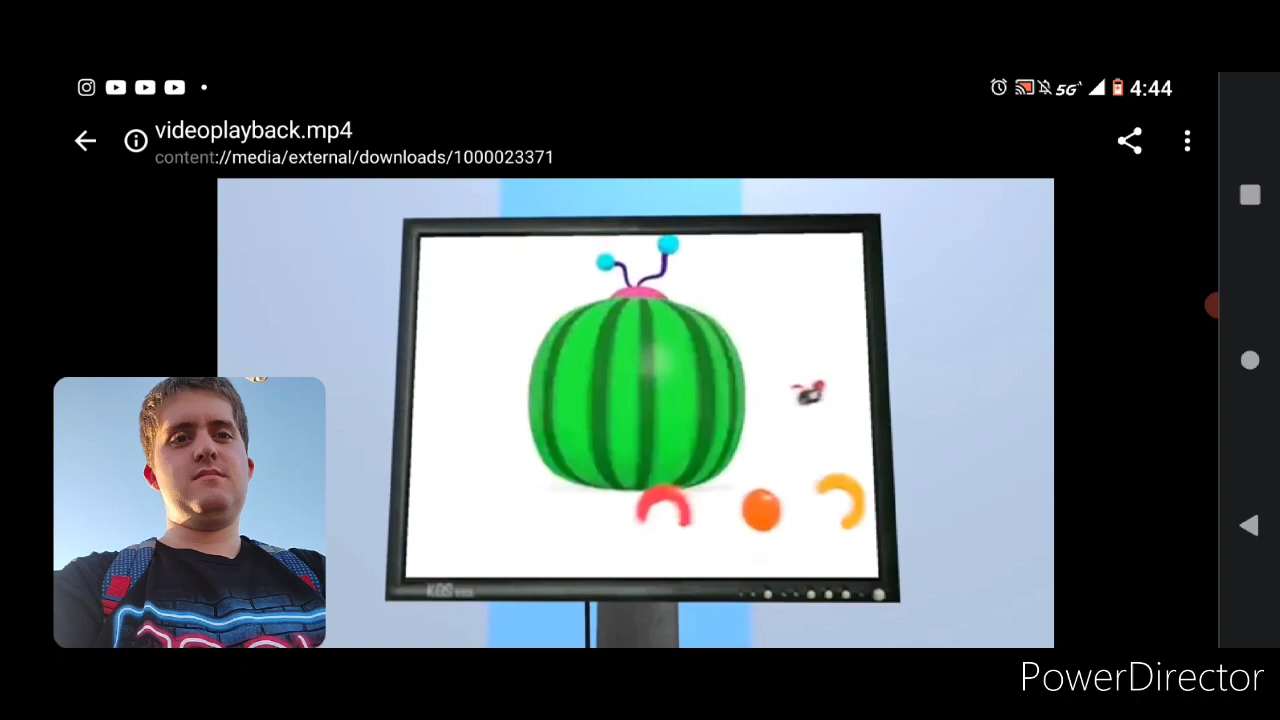 5G
4:44
videoplayback.mp4
content://media/external/downloads/1000023371
PowerDirector